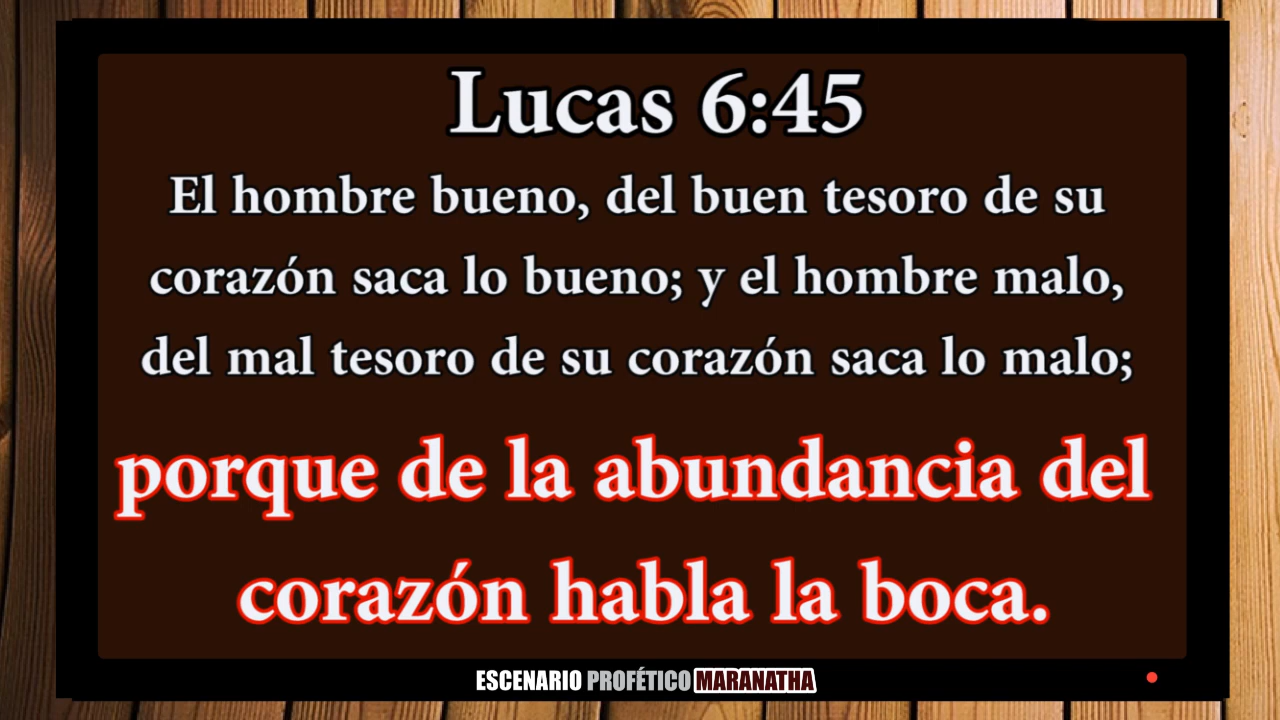 Lucas 6:45
El hombre bueno, del buen tesoro de su
corazón saca lo bueno; y el hombre malo,
del mal tesoro de su corazón saca lo malo;
porque de la abundancia del
corazón habla la boca.
ESCENARIO PROFÉTICO MARANATHA